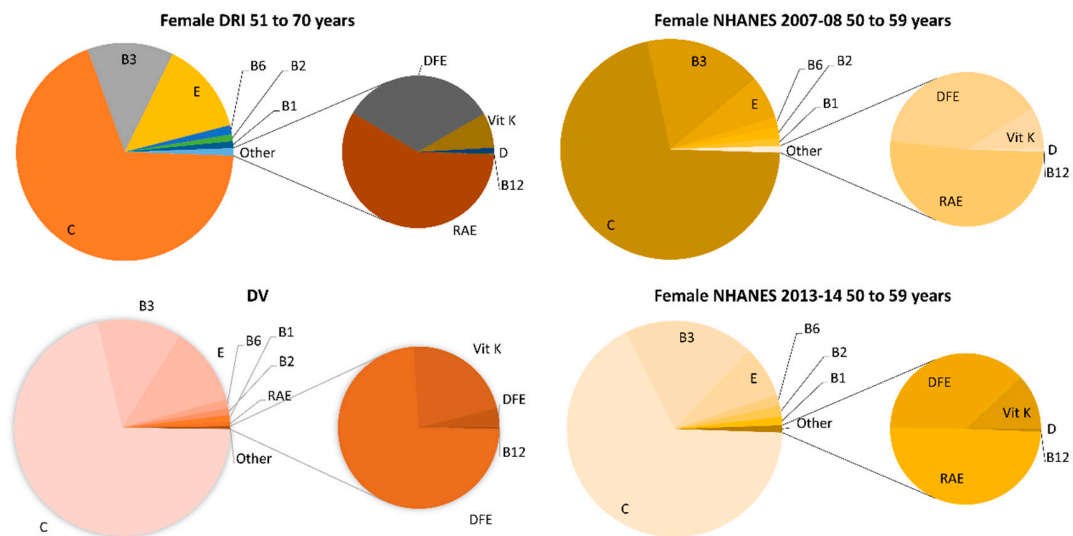 Female DRI 51 to 70 years
B3
E
B6
B2
B1
Other
C
DFE
Vit K
D
B12
RAE
Female NHANES 2007-08 50 to 59 years
B3
E
B6
B2
B1
Other
C
DFE
Vit K
D
B12
RAE
DV
B3
E
B6
B1
B2
RAE
Other
C
Vit K
DFE
B12
DFE
Female NHANES 2013-14 50 to 59 years
B3
E
B6
B2
B1
Other
C
DFE
Vit K
D
B12
RAE